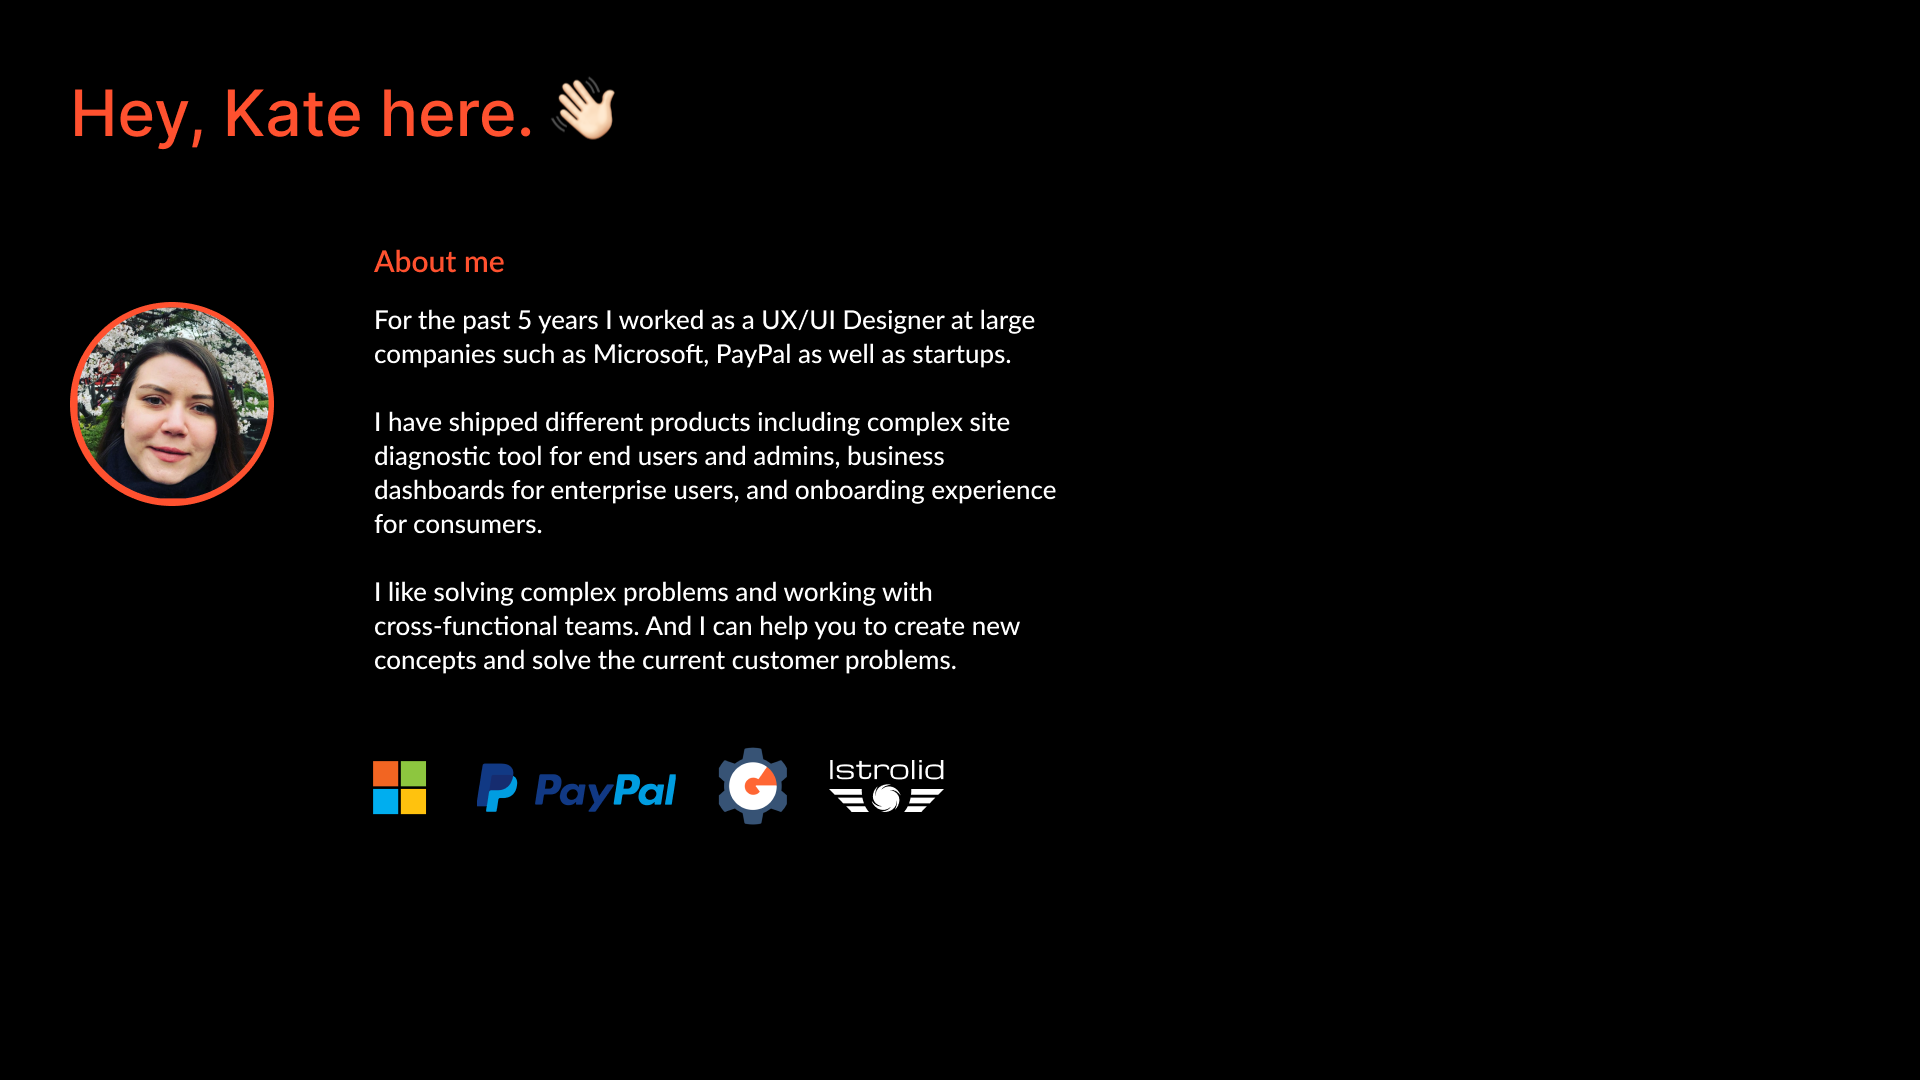 Hey, Kate here. 👋🏻
About me
For the past 5 years I worked as a UX/UI Designer at large
companies such as Microsoft, PayPal as well as startups.
I have shipped different products including complex site
diagnostic tool for end users and admins, business
dashboards for enterprise users, and onboarding experience
for consumers.
I like solving complex problems and working with
cross-functional teams. And I can help you to create new
concepts and solve the current customer problems.
PayPal
Istrolid